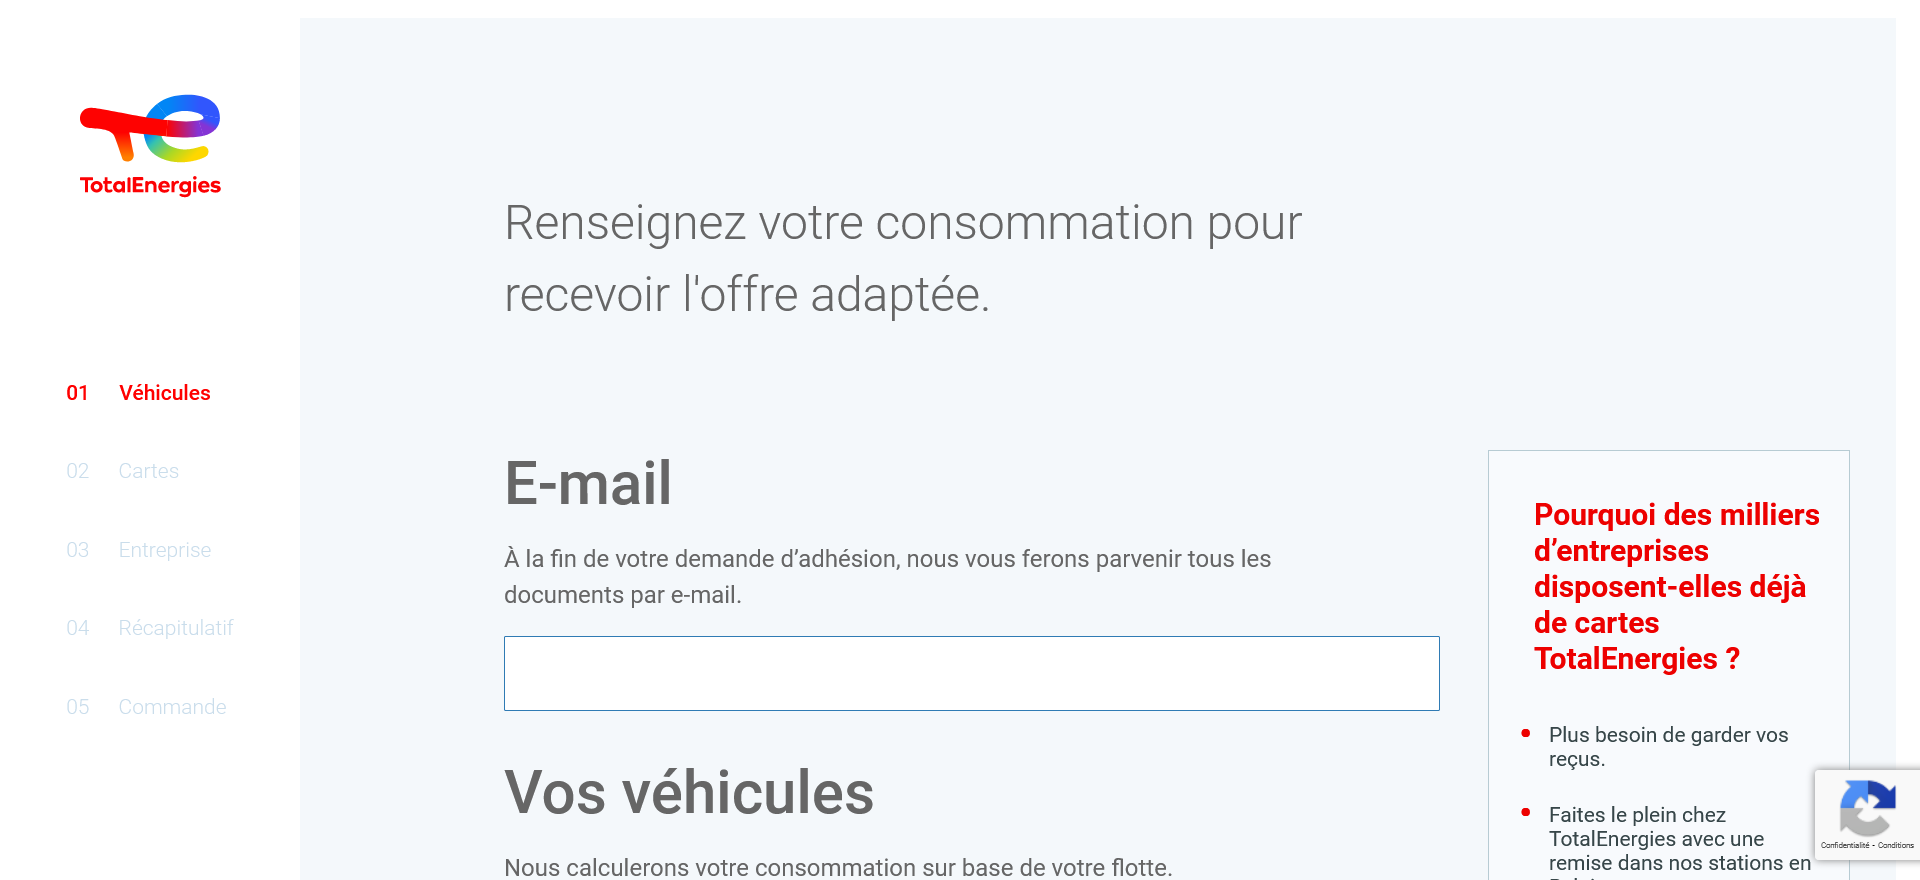 TotalEnergies
01 Véhicules
02 Cartes
03 Entreprise
04 Récapitulatif
05 Commande
Renseignez votre consommation pour
recevoir l'offre adaptée.
E-mail
À la fin de votre demande d’adhésion, nous vous ferons parvenir tous les
documents par e-mail.
Vos véhicules
Nous calculerons votre consommation sur base de votre flotte.
Pourquoi des milliers
d’entreprises
disposent-elles déjà
de cartes
TotalEnergies ?
Plus besoin de garder vos
reçus.
Faites le plein chez
TotalEnergies avec une
remise dans nos stations en
Confidentialité - Conditions